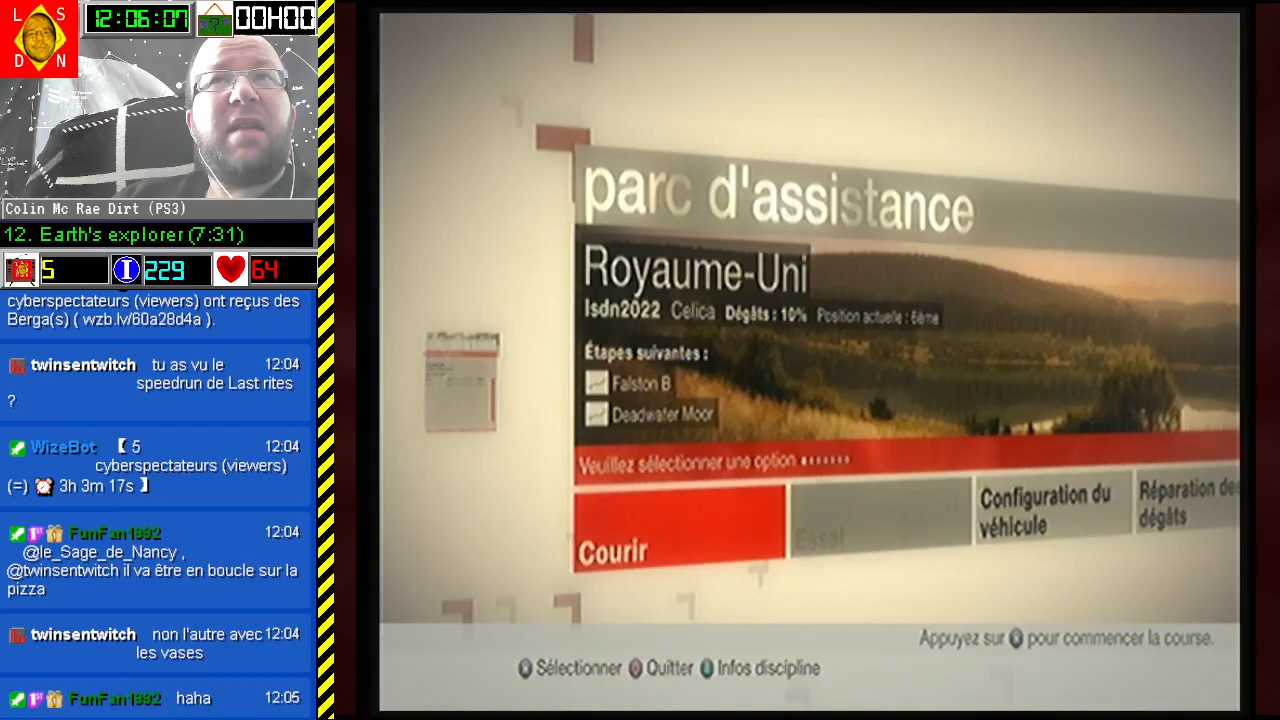 L S
D N
12:06:07
00H00
Colin Mc Rae Dirt (PS3)
12. Earth's explorer (7:31)
5
229
64
cyberspectateurs (viewers) ont reçus des
Berga(s) ( wzb.lv/60a28d4a ).
twinsentwitch tu as vu le 12:04
speedrun de Last rites
?
WizeBot 5 12:04
cyberspectateurs (viewers)
(=) 3h 3m 17s
FunFan1992 12:04
@le_Sage_de_Nancy ,
@twinsentwitch il va être en boucle sur la
pizza
twinsentwitch non l'autre avec 12:04
les vases
FunFan1992 haha 12:05
parc d'assistance
Royaume-Uni
lsdn2022 Celica Dégâts : 10% Position actuelle : 6ème
Étapes suivantes :
Falston B
Deadwater Moor
Veuillez sélectionner une option
Courir
Essai
Configuration du
véhicule
Réparation des
dégâts
Appuyez sur X pour commencer la course.
Sélectionner Quitter Infos discipline